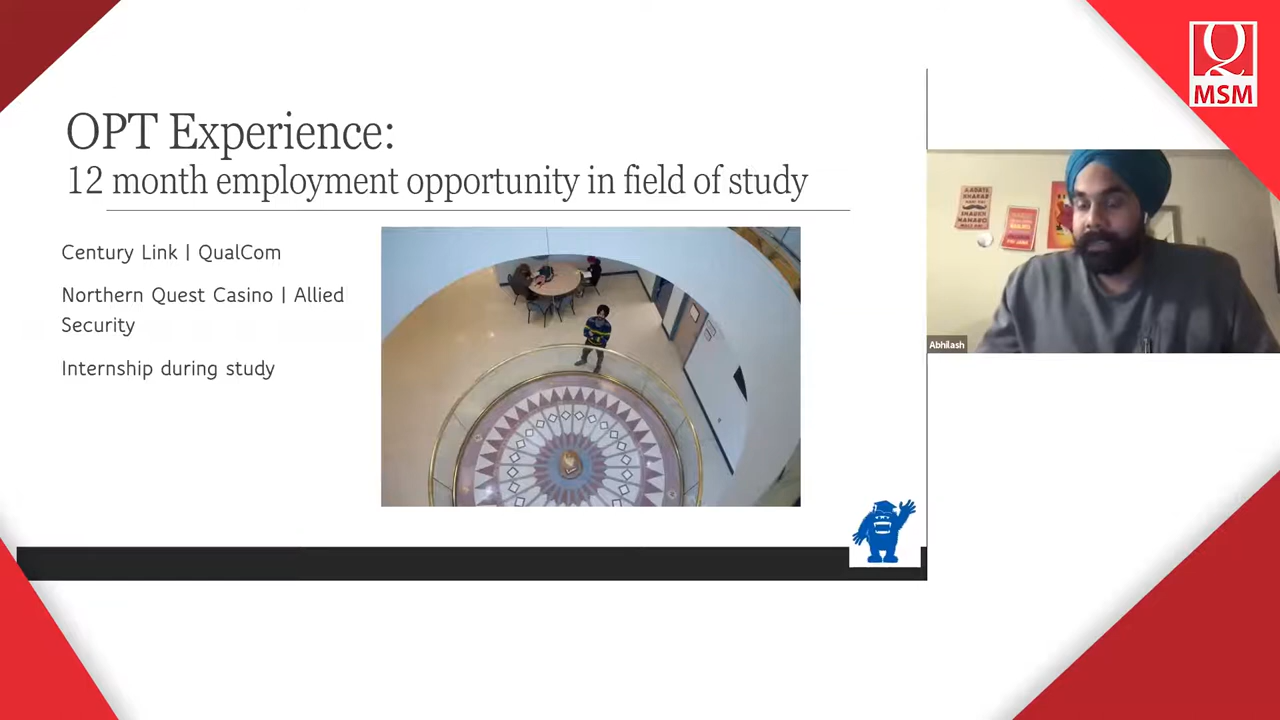 OPT Experience:
12 month employment opportunity in field of study
Century Link | QualCom
Northern Quest Casino | Allied
Security
Internship during study
Q
MSM
Abhilash